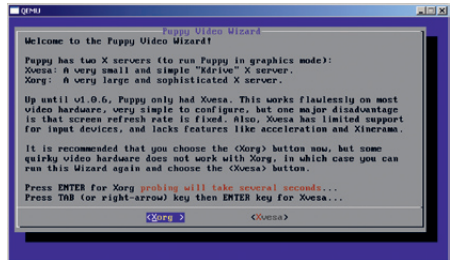 QEMU
Puppy Video Wizard
Welcome to the Puppy Video Wizard!
Puppy has two X servers (to run Puppy in graphics mode):
Xvesa: A very small and simple "Kdrive" X server.
Xorg: A very large and sophisticated X server.
Up until v1.0.6, Puppy only had Xvesa. This works flawlessly on most
video hardware, very simple to configure, but one major disadvantage
is that screen refresh rate is fixed. Also, Xvesa has limited support
for input devices, and lacks features like acceleration and Xinerama.
It is recommended that you choose the <Xorg> button now, but some
quirky video hardware does not work with Xorg, in which case you can
run this Wizard again and choose the <Xvesa> button.
Press ENTER for Xorg probing will take several seconds...
Press TAB (or right-arrow) key then ENTER key for Xvesa...
<Xorg > <Xvesa>